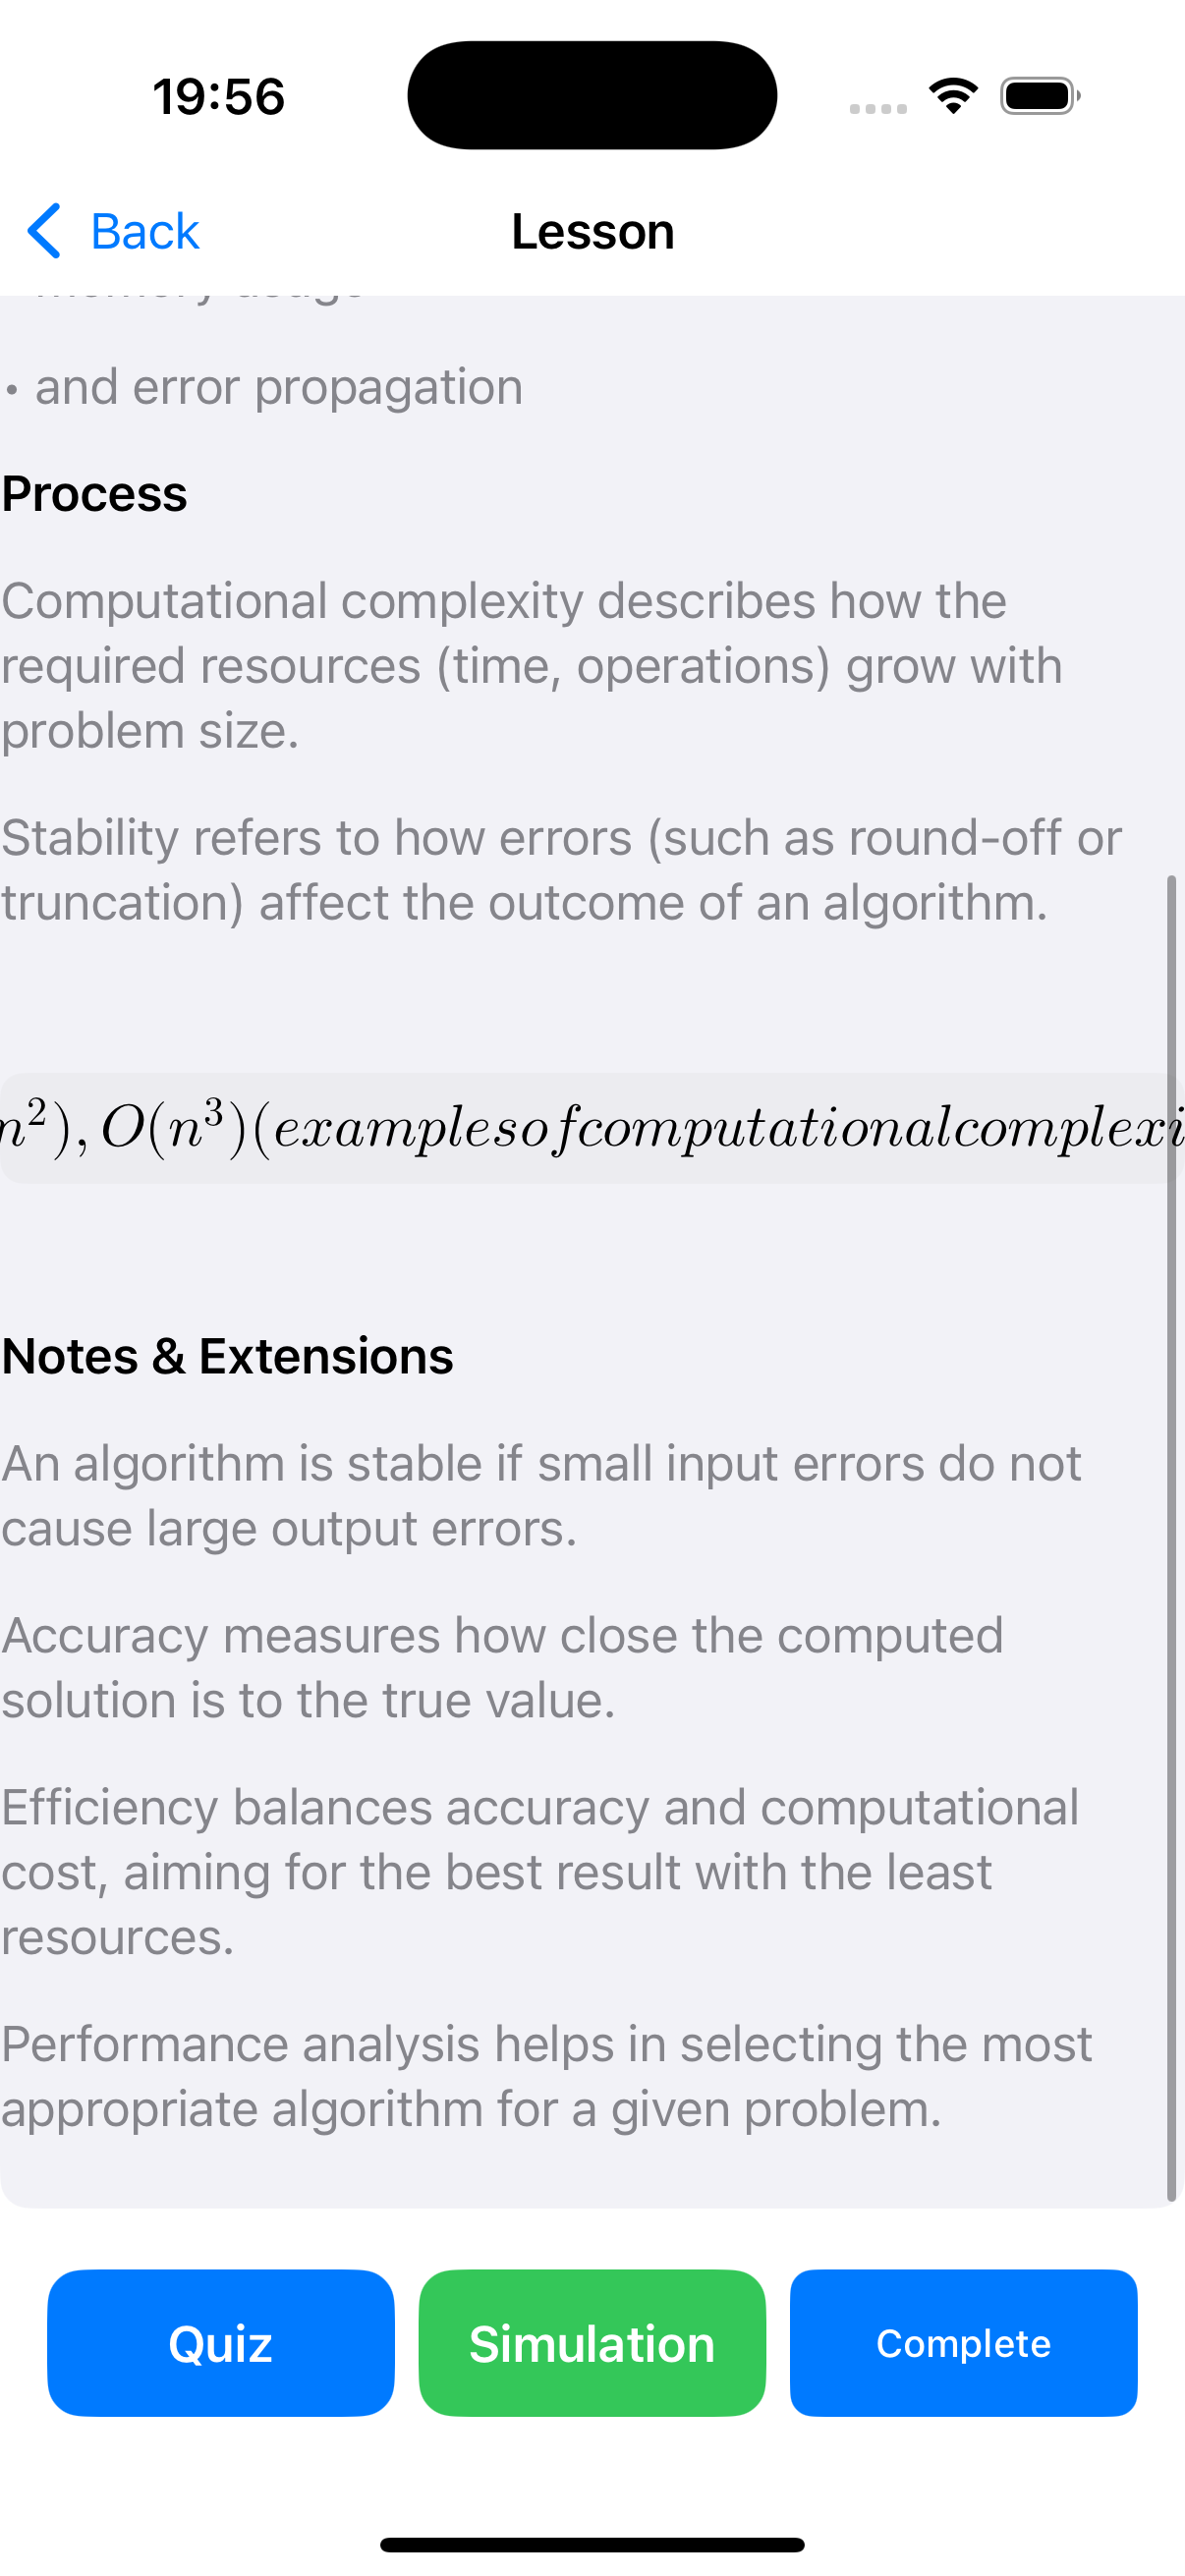 19:56
Back
Lesson
• and error propagation
Process
Computational complexity describes how the
required resources (time, operations) grow with
problem size.
Stability refers to how errors (such as round-off or
truncation) affect the outcome of an algorithm.
n²), O(n³)(examplesofcomputationalcomplexi
Notes & Extensions
An algorithm is stable if small input errors do not
cause large output errors.
Accuracy measures how close the computed
solution is to the true value.
Efficiency balances accuracy and computational
cost, aiming for the best result with the least
resources.
Performance analysis helps in selecting the most
appropriate algorithm for a given problem.
Quiz
Simulation
Complete